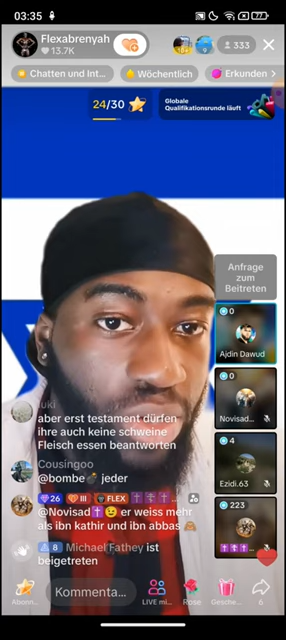 03:35
77
Flexabrenyah
13.7K
333
Chatten und Int...
Wöchentlich
Erkunden >
24/30
Globale
Qualifikationsrunde läuft
Anfrage
zum
Beitreten
0
Ajdin Dawud
0
Novisad...
4
Ezidi.63
223
aber erst testament dürfen
ihre auch keine schweine
Fleisch essen beantworten
Cousingoo
@bombe💣 jeder
26 III FLEX ✝️✝️✝️...
@Novisad✝️😉 er weiss mehr
als ibn kathir und ibn abbas 🙈
8 Michael Fathey ist
beigetreten
Abonn...
Kommenta...
LIVE mi...
Rose
Gesche...
6